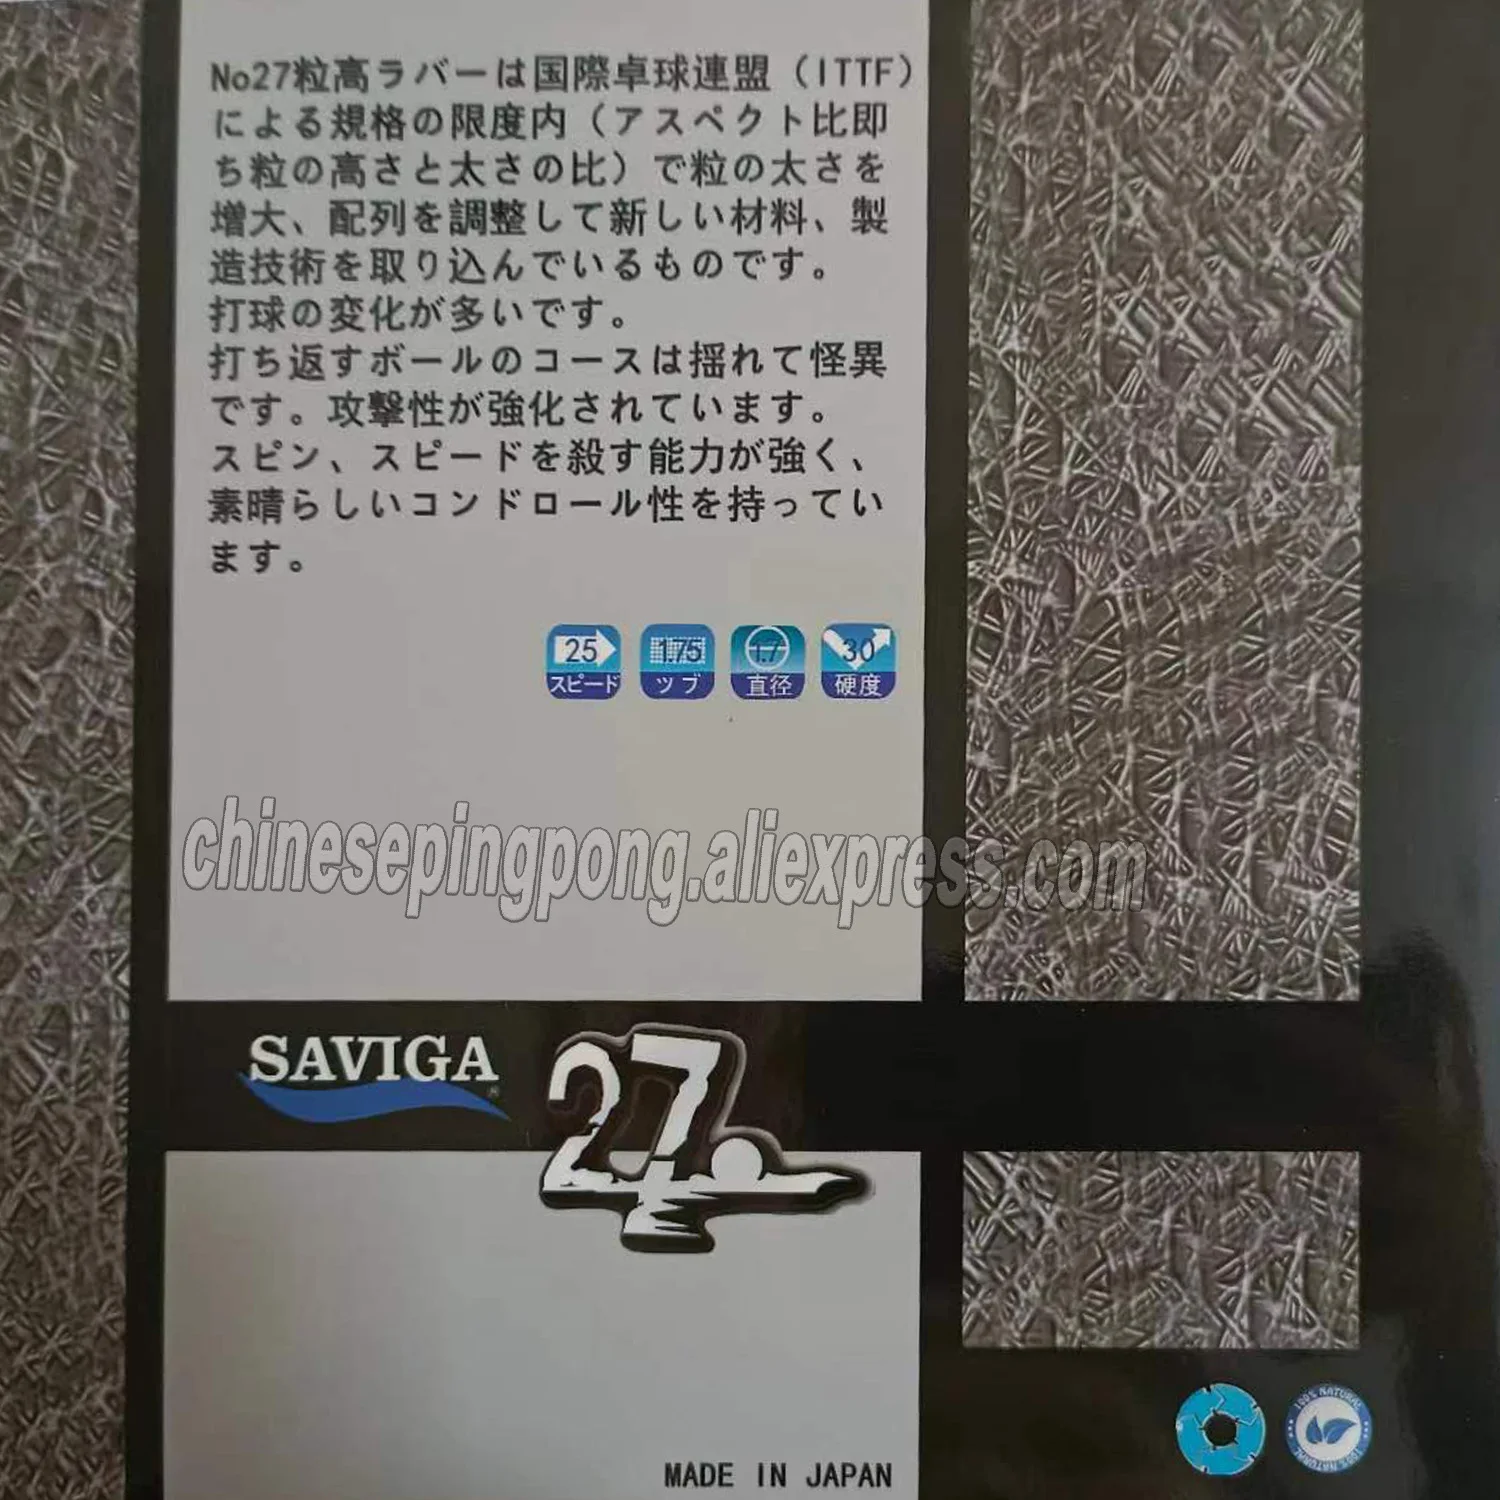 No27粒高ラバーは国際卓球連盟（ITTF）
による規格の限度内（アスペクト比即
ち粒の高さと太さの比）で粒の太さを
増大、配列を調整して新しい材料、製
造技術を取り込んでいるものです。
打球の変化が多いです。
打ち返すボールのコースは揺れて怪異
です。攻撃性が強化されています。
スピン、スピードを殺す能力が強く、
素晴らしいコンドロール性を持ってい
ます。
25 1.75 1.7 30
スピード ツブ 直径 硬度
chinesepingpong.aliexpress.com
SAVIGA 27
100% NATURAL
100% NATURAL
MADE IN JAPAN